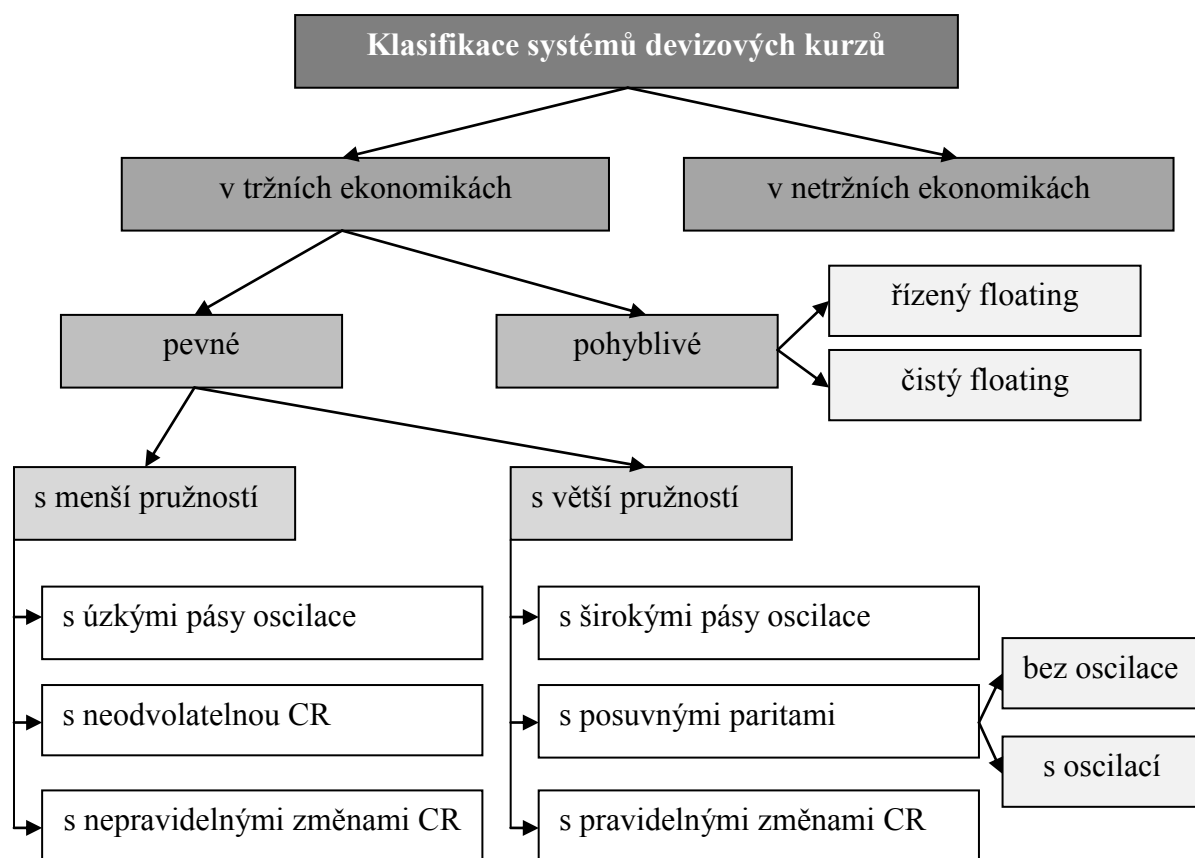 Klasifikace systémů devizových kurzů
v tržních ekonomikách
v netržních ekonomikách
řízený floating
pevné
pohyblivé
čistý floating
s menší pružností
s větší pružností
s úzkými pásy oscilace
s širokými pásy oscilace
bez oscilace
s neodvolatelnou CR
s posuvnými paritami
s oscilací
s nepravidelnými změnami CR
s pravidelnými změnami CR